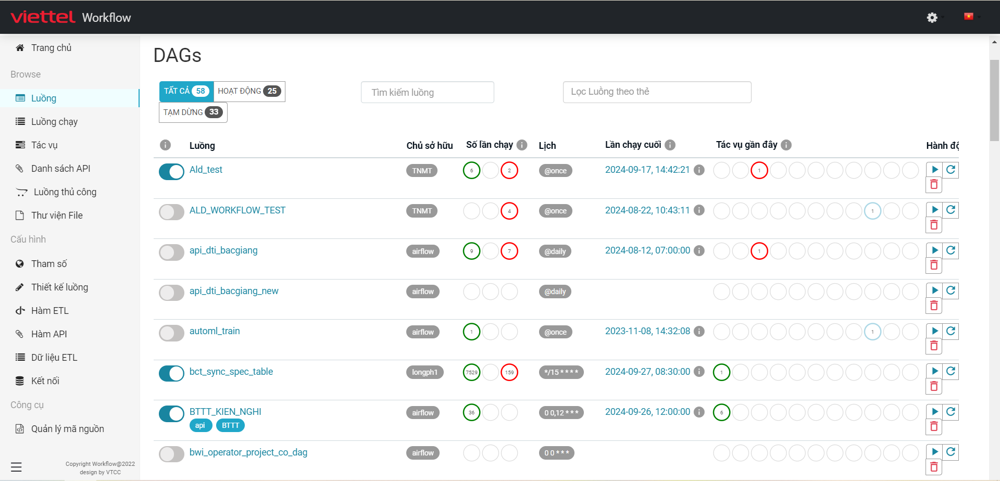 viettel Workflow
Trang chủ
Browse
Luồng
Luồng chạy
Tác vụ
Danh sách API
Luồng thủ công
Thư viện File
Cấu hình
Tham số
Thiết kế luồng
Hàm ETL
Hàm API
Dữ liệu ETL
Kết nối
Công cụ
Quản lý mã nguồn
Copyright Workflow@2022
design by VTCC
DAGs
TẤT CẢ 58 HOẠT ĐỘNG 25
TẠM DỪNG 33
Tìm kiếm luồng
Lọc Luồng theo thẻ
Luồng Chủ sở hữu Số lần chạy Lịch Lần chạy cuối Tác vụ gần đây Hành độ
Ald_test TNMT 6 2 @once 2024-09-17, 14:42:21 1
ALD_WORKFLOW_TEST TNMT 4 @once 2024-08-22, 10:43:11 1
api_dti_bacgiang airflow 9 7 @daily 2024-08-12, 07:00:00 1
api_dti_bacgiang_new airflow @daily
automl_train airflow 1 @once 2023-11-08, 14:32:08 1
bct_sync_spec_table longph1 7529 159 */15 * * * * 2024-09-27, 08:30:00 1
BTTT_KIEN_NGHI airflow 36 0 0,12 * * * 2024-09-26, 12:00:00 6
api BTTT
bwi_operator_project_co_dag airflow 0 0 * * *